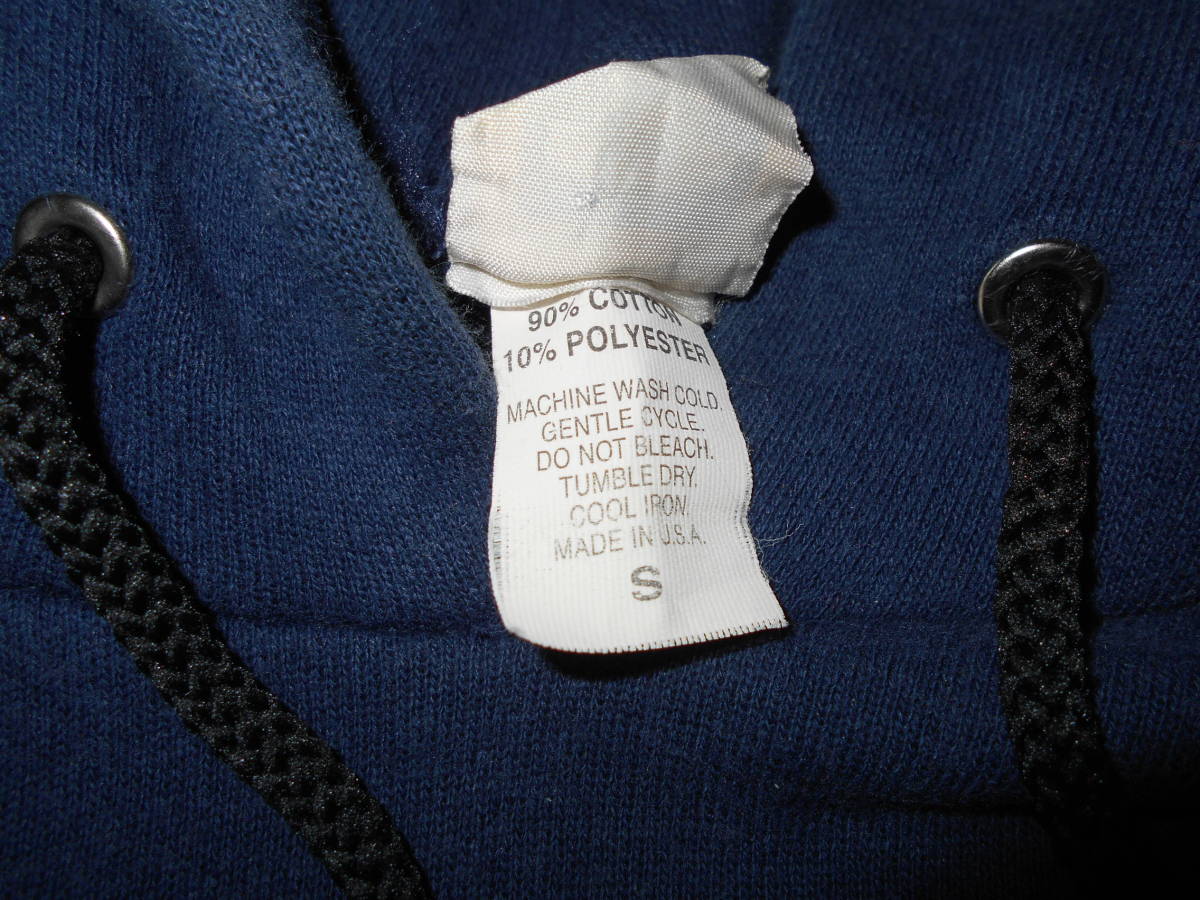 90% COTTON
10% POLYESTER
MACHINE WASH COLD.
GENTLE CYCLE.
DO NOT BLEACH.
TUMBLE DRY.
COOL IRON.
MADE IN U.S.A.
S